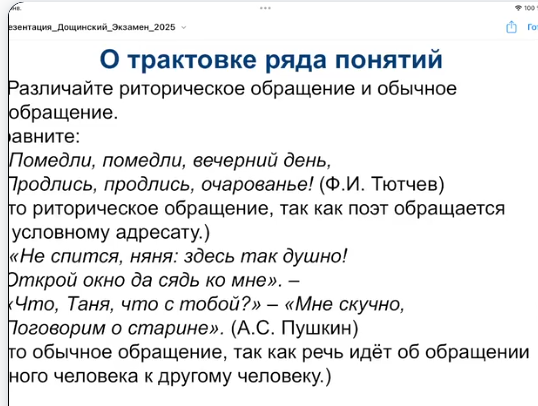 езентация_Дощинский_Экзамен_2025
100
О трактовке ряда понятий
Различайте риторическое обращение и обычное
обращение.
равните:
Помедли, помедли, вечерний день,
Продлись, продлись, очарованье! (Ф.И. Тютчев)
то риторическое обращение, так как поэт обращается
условному адресату.)
«Не спится, няня: здесь так душно!
Открой окно да сядь ко мне». –
«Что, Таня, что с тобой?» – «Мне скучно,
Поговорим о старине». (А.С. Пушкин)
то обычное обращение, так как речь идёт об обращении
ного человека к другому человеку.)